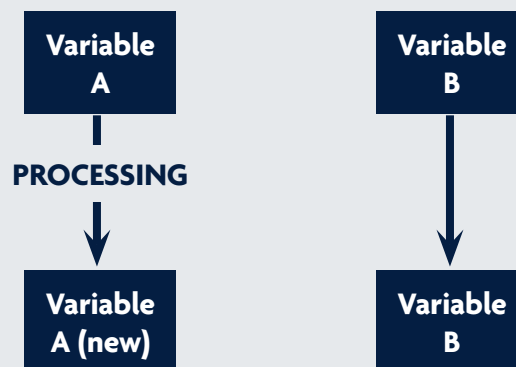 Variable
A
Variable
B
PROCESSING
Variable
A (new)
Variable
B